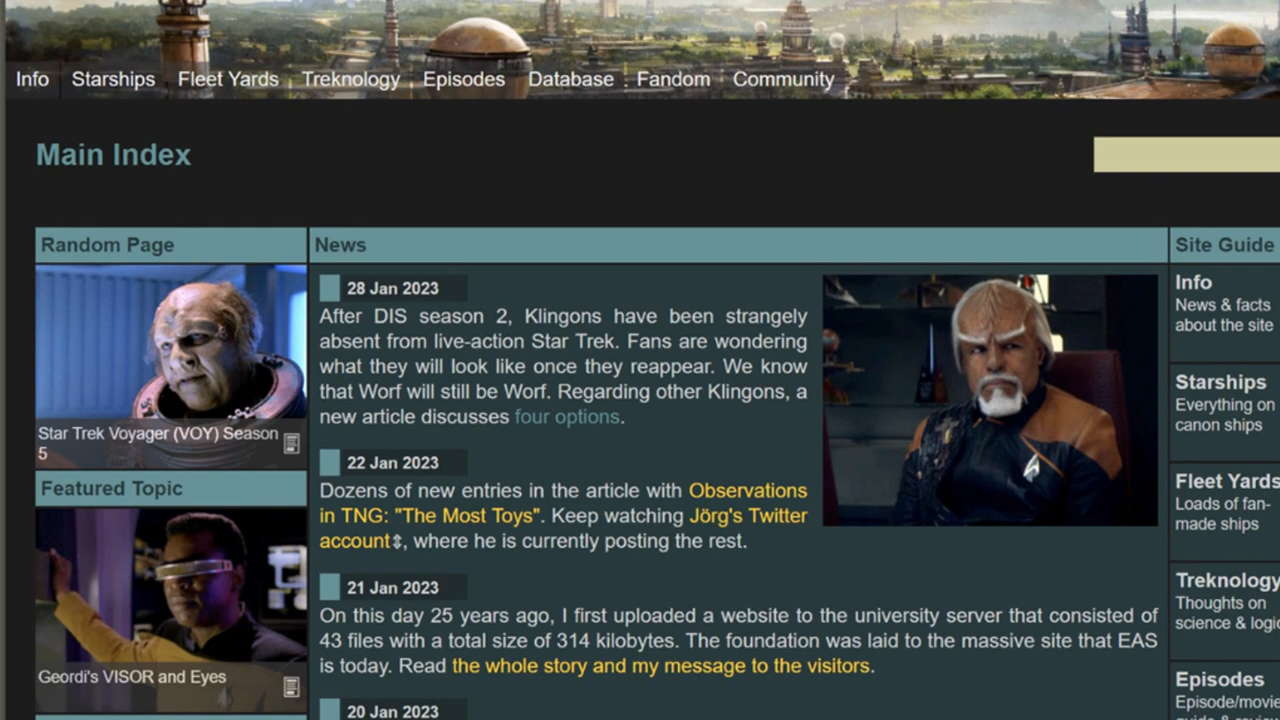 Info Starships Fleet Yards Treknology Episodes Database Fandom Community
Main Index
Random Page
Star Trek Voyager (VOY) Season
5
Featured Topic
Geordi's VISOR and Eyes
News
28 Jan 2023
After DIS season 2, Klingons have been strangely
absent from live-action Star Trek. Fans are wondering
what they will look like once they reappear. We know
that Worf will still be Worf. Regarding other Klingons, a
new article discusses four options.
22 Jan 2023
Dozens of new entries in the article with Observations
in TNG: "The Most Toys". Keep watching Jörg's Twitter
account⇕, where he is currently posting the rest.
21 Jan 2023
On this day 25 years ago, I first uploaded a website to the university server that consisted of
43 files with a total size of 314 kilobytes. The foundation was laid to the massive site that EAS
is today. Read the whole story and my message to the visitors.
20 Jan 2023
Site Guide
Info
News & facts
about the site
Starships
Everything on
canon ships
Fleet Yards
Loads of fan-
made ships
Treknology
Thoughts on
science & logic
Episodes
Episode/movie